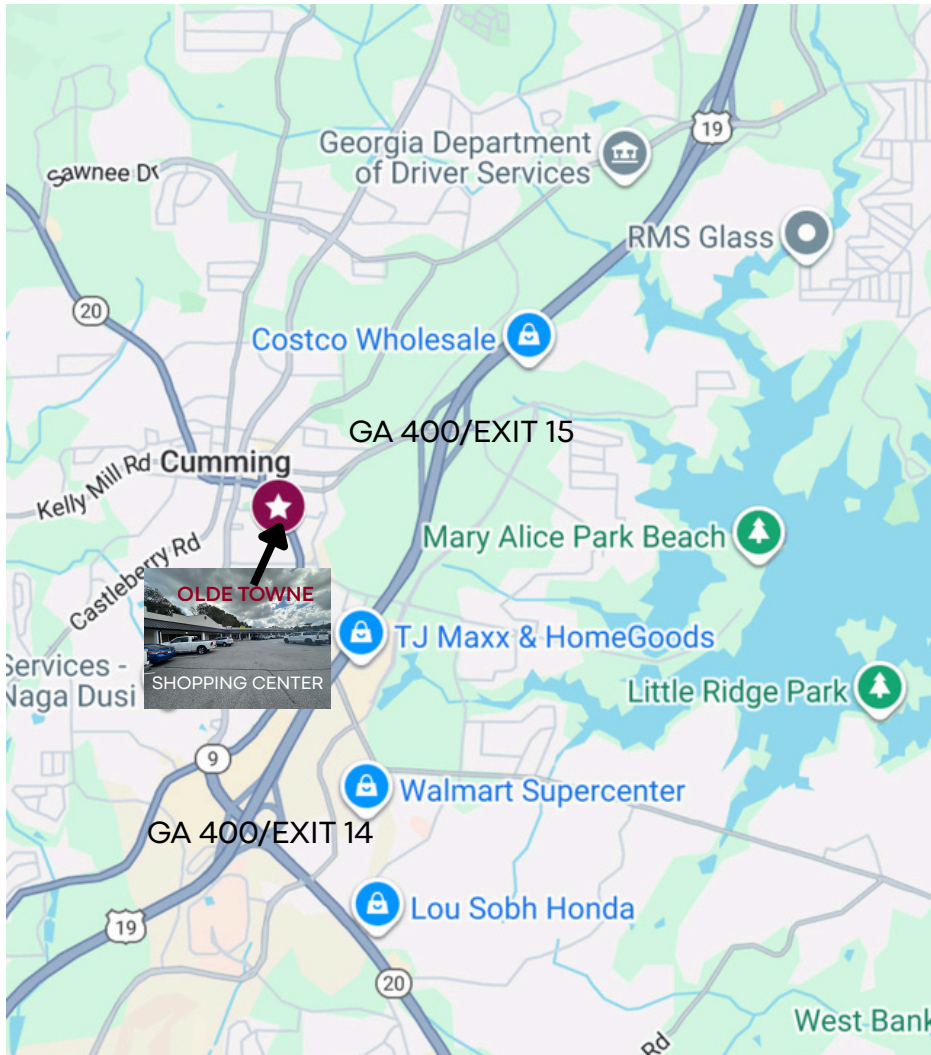 19
Georgia Department
of Driver Services
Sawnee Dr
RMS Glass
20
Costco Wholesale
GA 400/EXIT 15
Kelly Mill Rd
Cumming
Mary Alice Park Beach
Castleberry Rd
OLDE TOWNE
SHOPPING CENTER
TJ Maxx & HomeGoods
Services -
Naga Dusi
Little Ridge Park
9
Walmart Supercenter
GA 400/EXIT 14
Lou Sobh Honda
19
20
West Bank
Rd